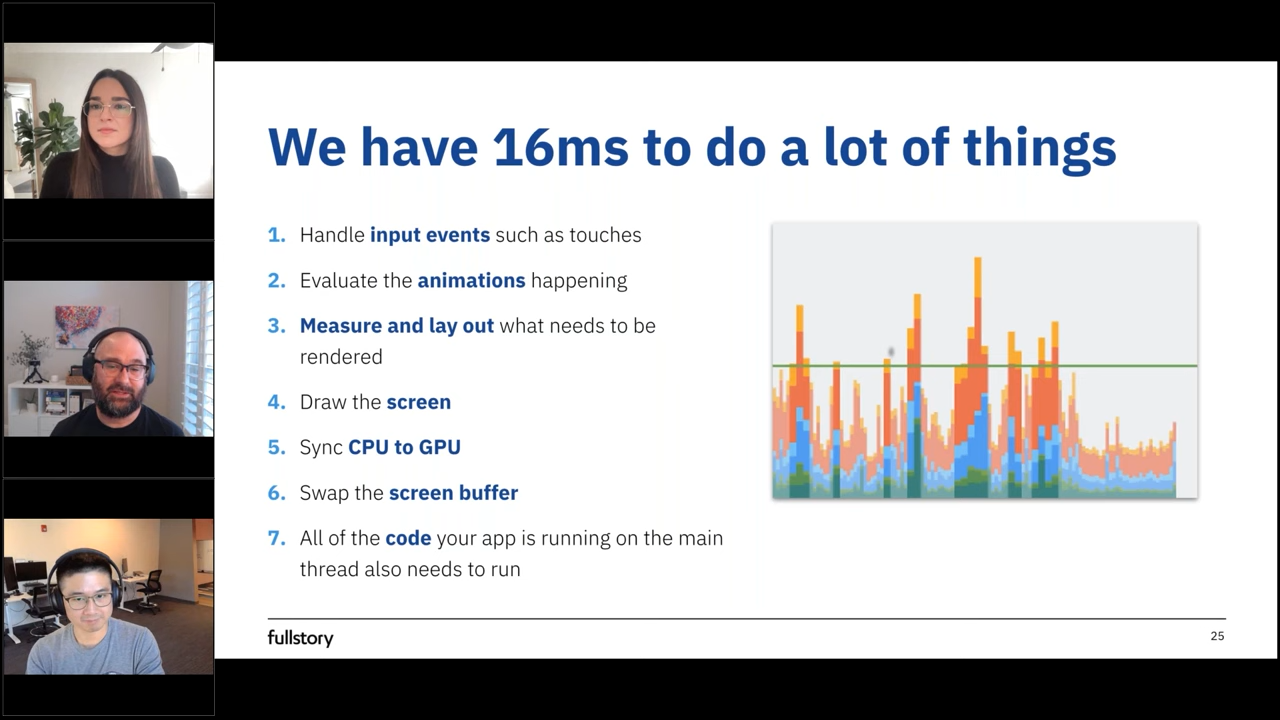 We have 16ms to do a lot of things
1. Handle input events such as touches
2. Evaluate the animations happening
3. Measure and lay out what needs to be
rendered
4. Draw the screen
5. Sync CPU to GPU
6. Swap the screen buffer
7. All of the code your app is running on the main
thread also needs to run
fullstory
25